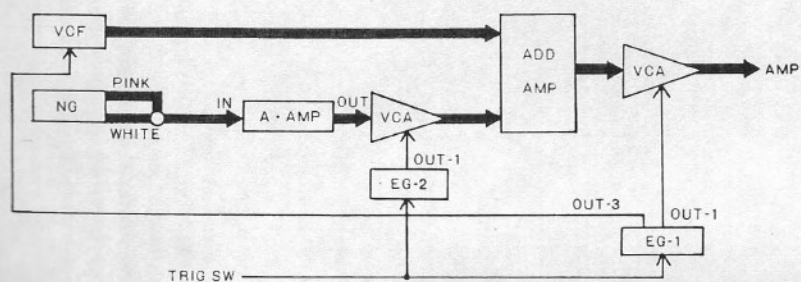 VCF
ADD
AMP
VCA
AMP
PINK
NG
WHITE
IN
A · AMP
OUT
VCA
OUT-1
EG-2
OUT-3
OUT-1
EG-1
TRIG SW